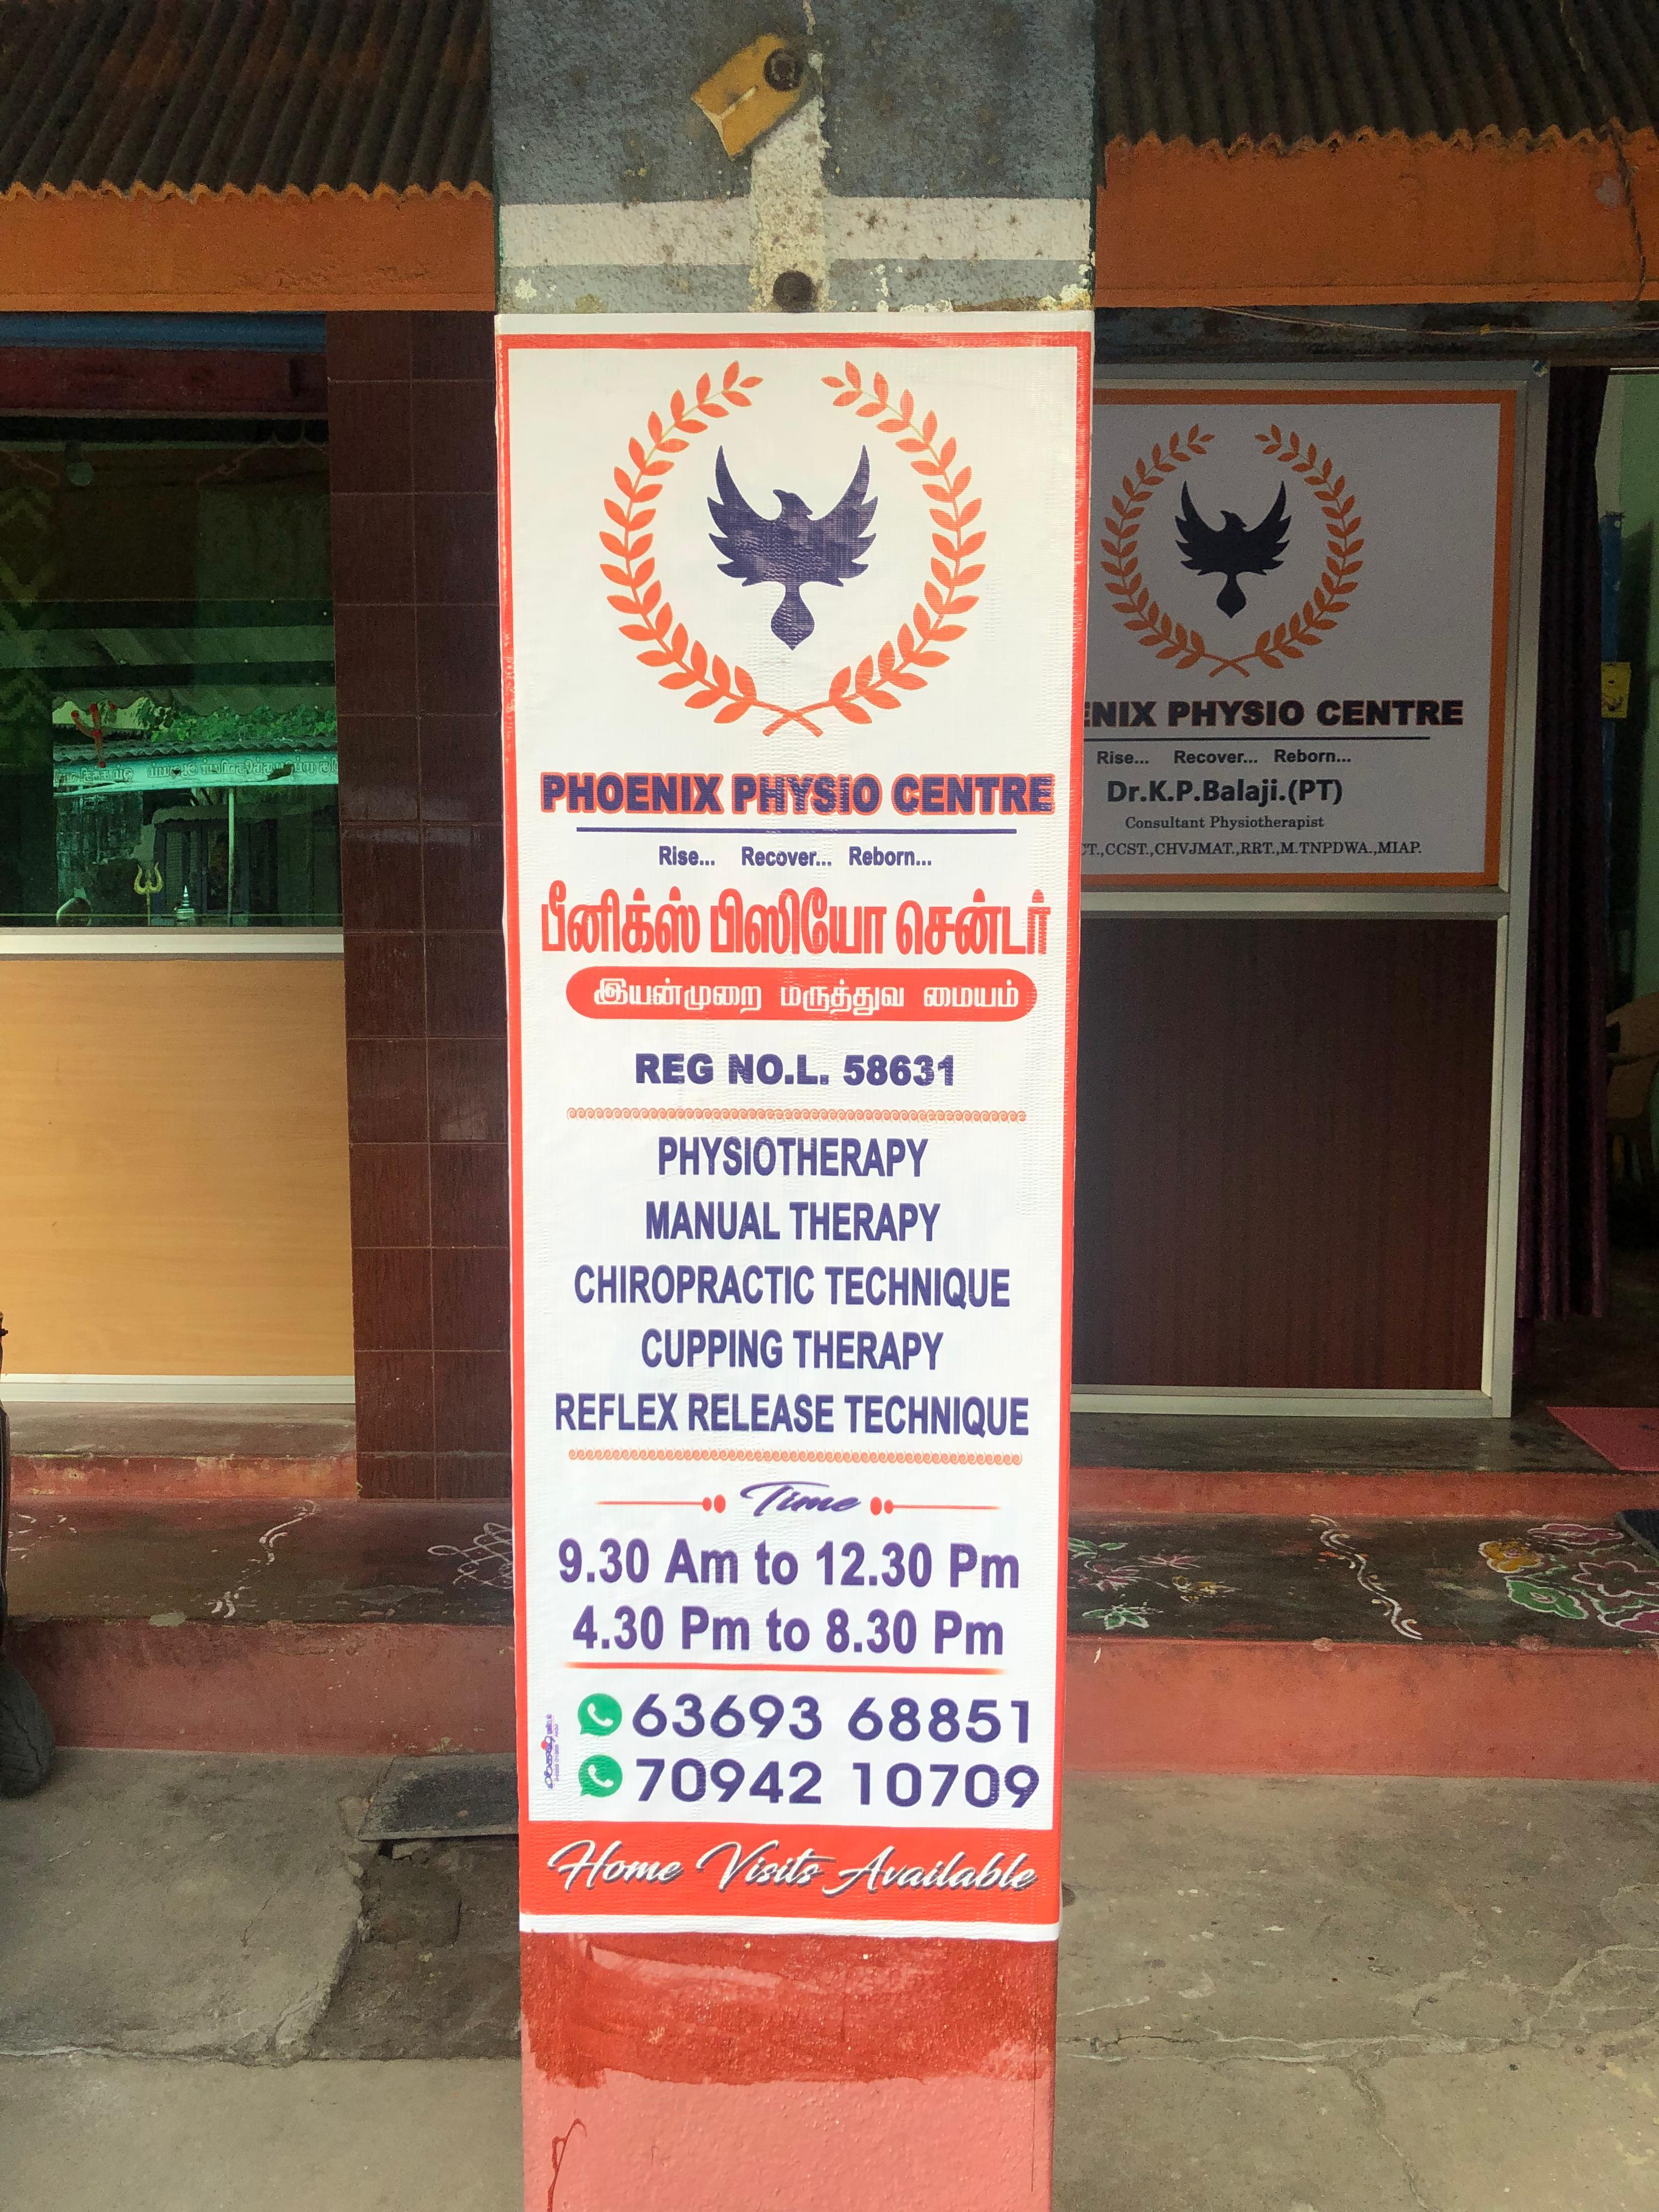 PHOENIX PHYSIO CENTRE
Rise... Recover... Reborn...
பீனிக்ஸ் பிஸியோ சென்டர்
இயன்முறை மருத்துவ மையம்
REG NO.L. 58631
PHYSIOTHERAPY
MANUAL THERAPY
CHIROPRACTIC TECHNIQUE
CUPPING THERAPY
REFLEX RELEASE TECHNIQUE
Time
9.30 Am to 12.30 Pm
4.30 Pm to 8.30 Pm
63693 68851
70942 10709
Home Visits Available
ENIX PHYSIO CENTRE
Rise... Recover... Reborn...
Dr.K.P.Balaji.(PT)
Consultant Physiotherapist
T.,CCST.,CHVJMAT.,RRT.,M.TNPDWA.,MIAP.